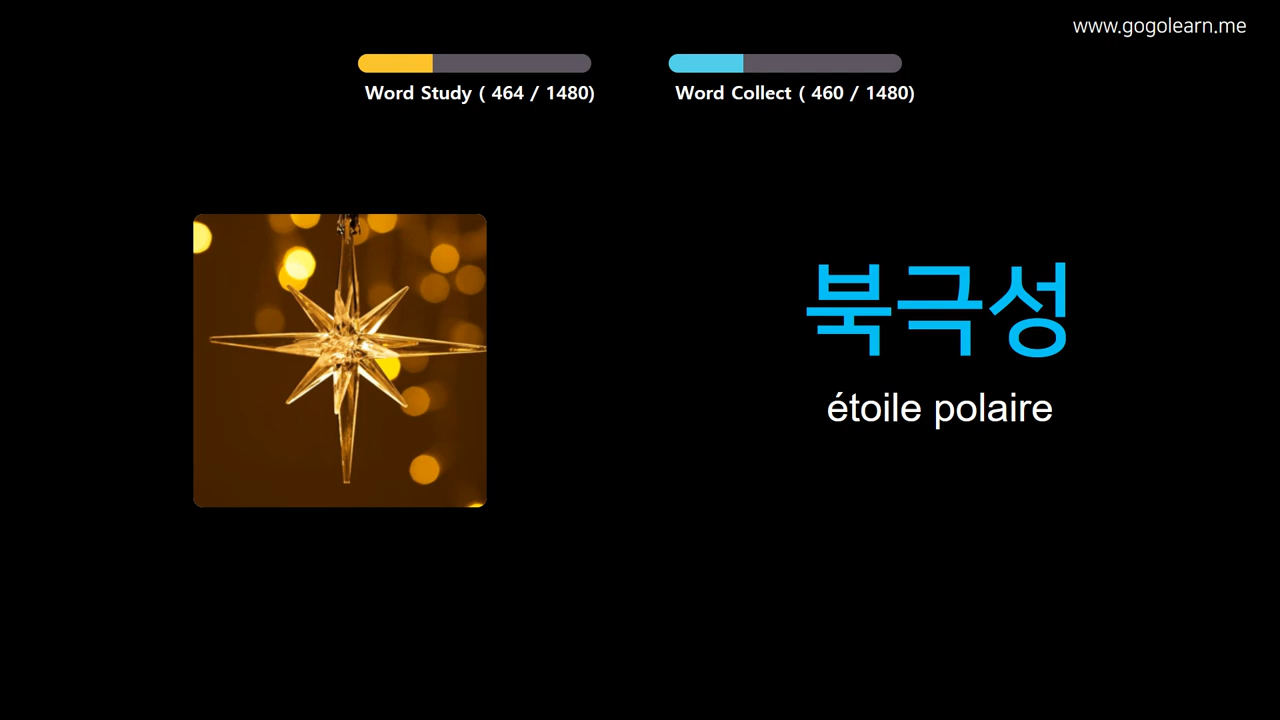 www.gogolearn.me
Word Study ( 464 / 1480)
Word Collect ( 460 / 1480)
북극성
étoile polaire